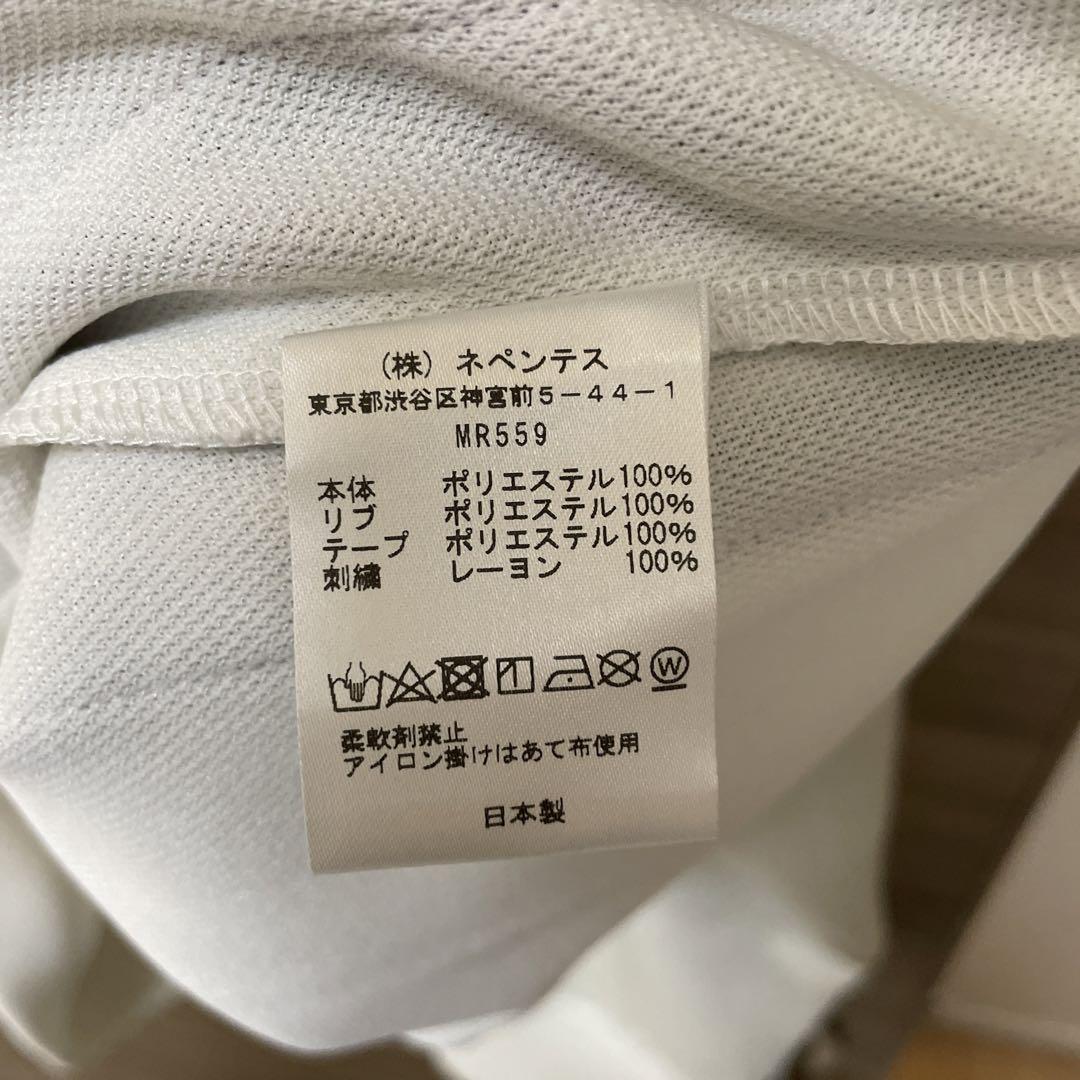 (株) ネペンテス
東京都渋谷区神宮前5-44-1
MR559
本体 ポリエステル100%
リブ ポリエステル100%
テープ ポリエステル100%
刺繍 レーヨン 100%
W
柔軟剤禁止
アイロン掛けはあて布使用
日本製